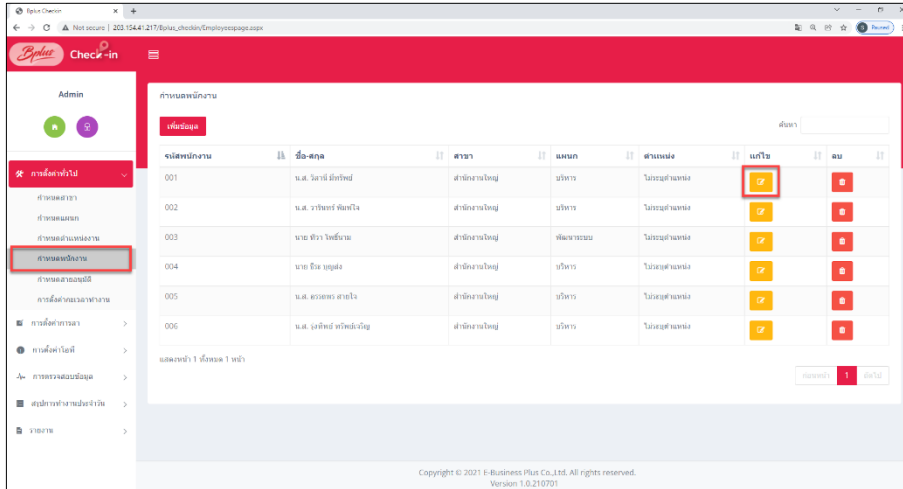 Bplus Checkin
Not secure | 203.154.41.217/Bplus_checkin/Employeespage.aspx
Paused
Bplus Check-in
Admin
การตั้งค่าทั่วไป
กำหนดสาขา
กำหนดแผนก
กำหนดตำแหน่งงาน
กำหนดพนักงาน
กำหนดสายอนุมัติ
การตั้งค่ากะเวลาทำงาน
การตั้งค่าการลา
การตั้งค่าโอที
การตรวจสอบข้อมูล
สรุปการทำงานประจำวัน
รายงาน
กำหนดพนักงาน
เพิ่มข้อมูล
ค้นหา
รหัสพนักงาน ชื่อ-สกุล สาขา แผนก ตำแหน่ง แก้ไข ลบ
001 น.ส. วิลาวัณี มีทรัพย์ สำนักงานใหญ่ บริหาร ไม่ระบุตำแหน่ง
002 น.ส. วารินทร์ พิมพ์ใจ สำนักงานใหญ่ บริหาร ไม่ระบุตำแหน่ง
003 นาย ทิวา โพธิ์นาม สำนักงานใหญ่ พัฒนาระบบ ไม่ระบุตำแหน่ง
004 นาย ธีระ บุญส่ง สำนักงานใหญ่ บริหาร ไม่ระบุตำแหน่ง
005 น.ส. อรอพร สายใจ สำนักงานใหญ่ บริหาร ไม่ระบุตำแหน่ง
006 น.ส. รุ่งทิพย์ ทรัพย์เจริญ สำนักงานใหญ่ บริหาร ไม่ระบุตำแหน่ง
แสดงหน้า 1 ทั้งหมด 1 หน้า
ก่อนหน้า 1 ถัดไป
Copyright © 2021 E-Business Plus Co.,Ltd. All rights reserved.
Version 1.0.210701